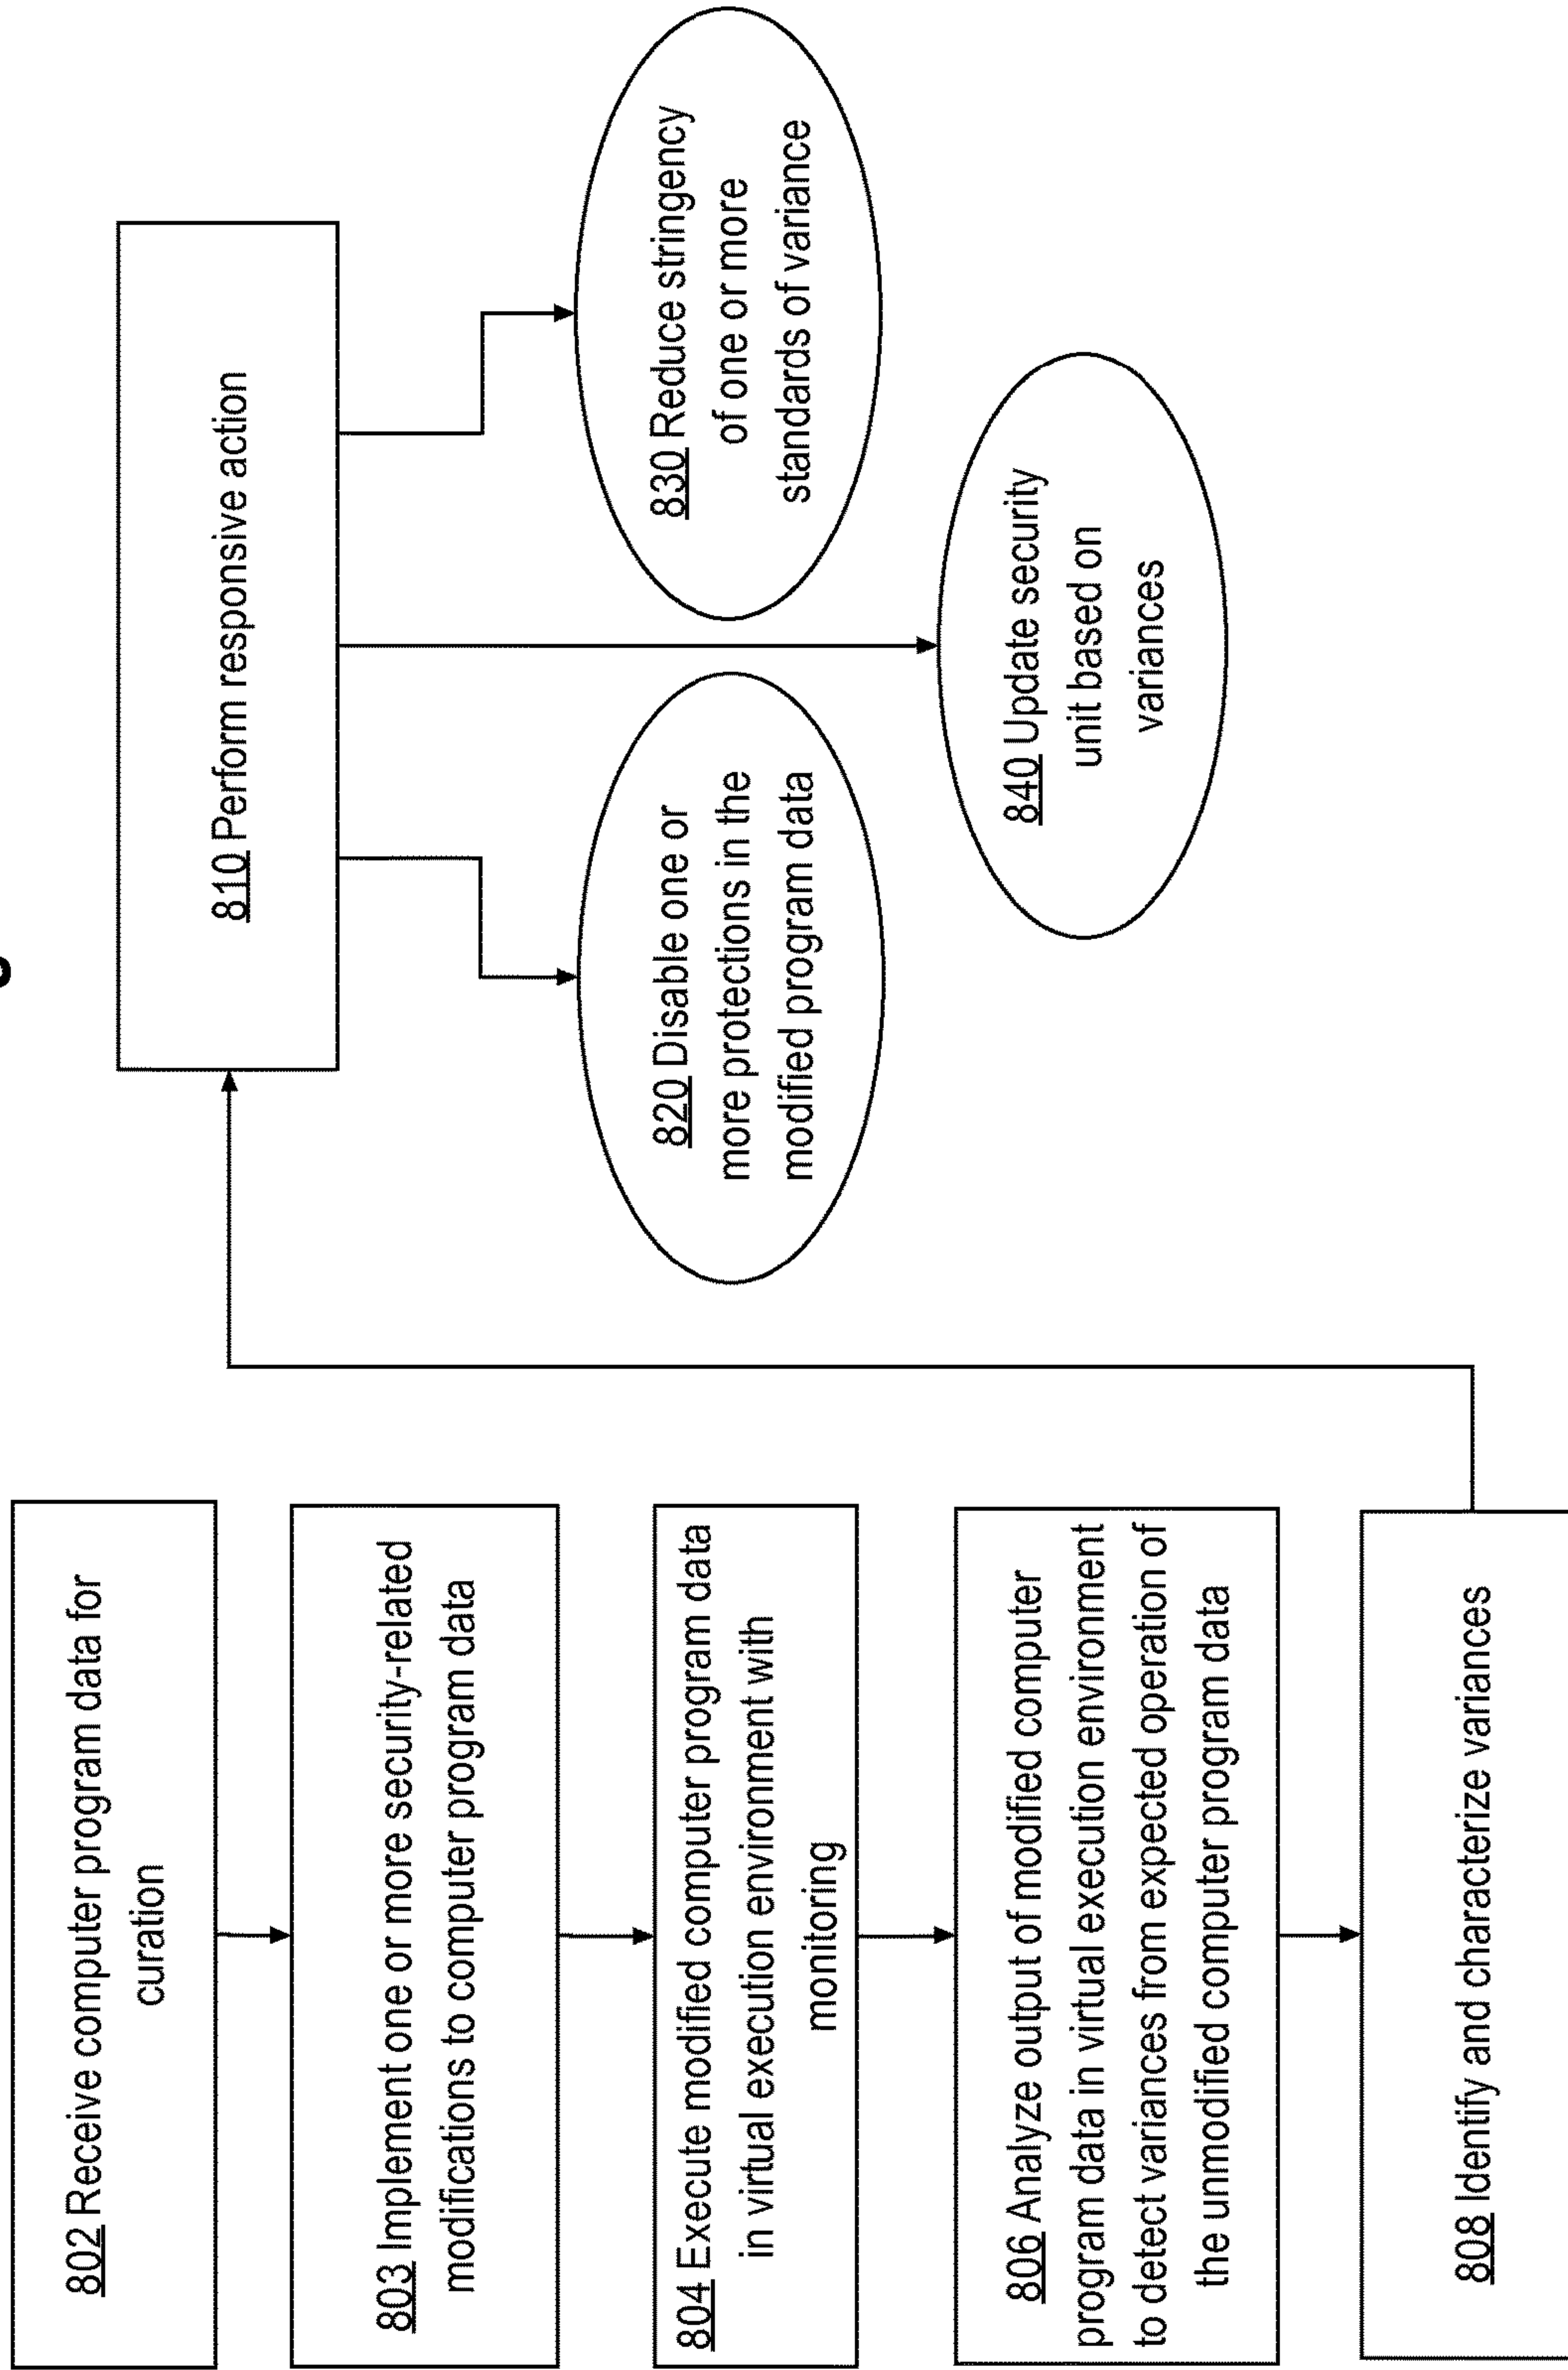 802 Receive computer program data for
curation
803 Implement one or more security-related
modifications to computer program data
804 Execute modified computer program data
in virtual execution environment with
monitoring
806 Analyze output of modified computer
program data in virtual execution environment
to detect variances from expected operation of
the unmodified computer program data
808 Identify and characterize variances
810 Perform responsive action
820 Disable one or
more protections in the
modified program data
830 Reduce stringency
of one or more
standards of variance
840 Update security
unit based on
variances